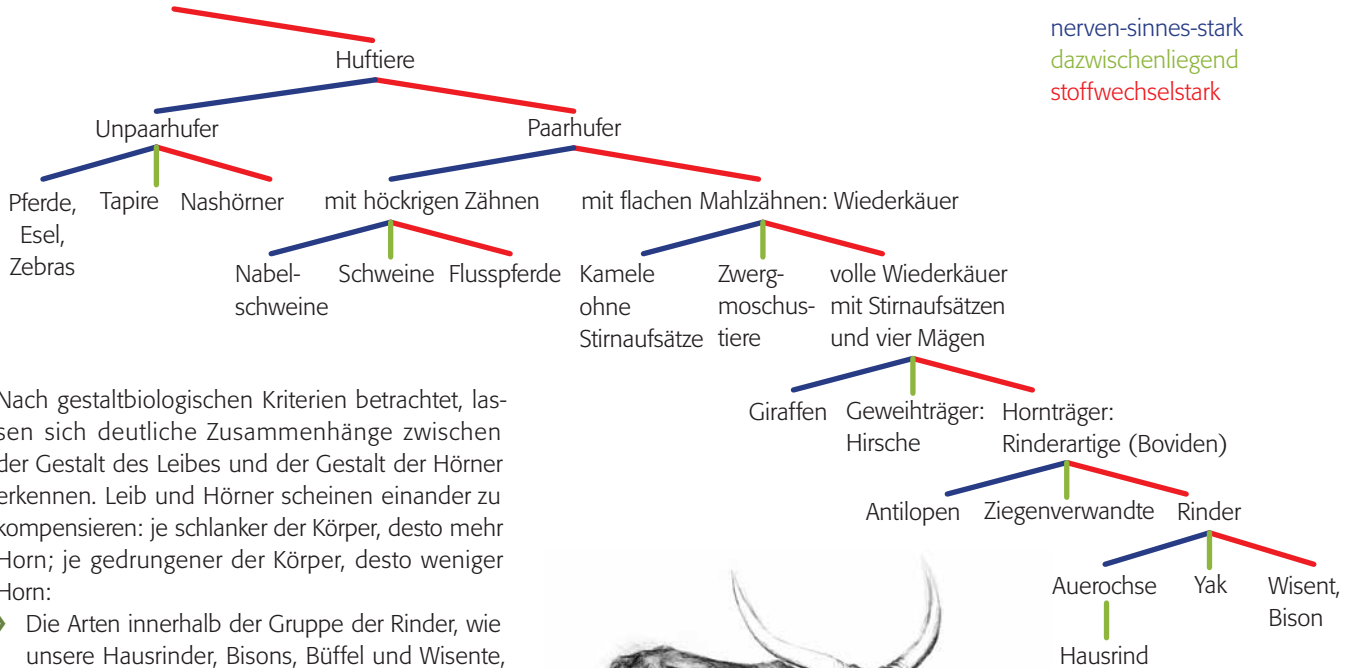 nerven-sinnes-stark
dazwischenliegend
stoffwechselstark
Huftiere
Unpaarhufer
Paarhufer
Pferde,
Esel,
Zebras
Tapire
Nashörner
mit höckrigen Zähnen
mit flachen Mahlzähnen: Wiederkäuer
Nabel-
schweine
Schweine
Flusspferde
Kamele
ohne
Stirnaufsätze
Zwerg-
moschus-
tiere
volle Wiederkäuer
mit Stirnaufsätzen
und vier Mägen
Giraffen
Geweihträger:
Hirsche
Hornträger:
Rinderartige (Boviden)
Antilopen
Ziegenverwandte
Rinder
Auerochse
Yak
Wisent,
Bison
Hausrind
Nach gestaltbiologischen Kriterien betrachtet, las-
sen sich deutliche Zusammenhänge zwischen
der Gestalt des Leibes und der Gestalt der Hörner
erkennen. Leib und Hörner scheinen einander zu
kompensieren: je schlanker der Körper, desto mehr
Horn; je gedrungener der Körper, desto weniger
Horn:
Die Arten innerhalb der Gruppe der Rinder, wie
unsere Hausrinder, Bisons, Büffel und Wisente,